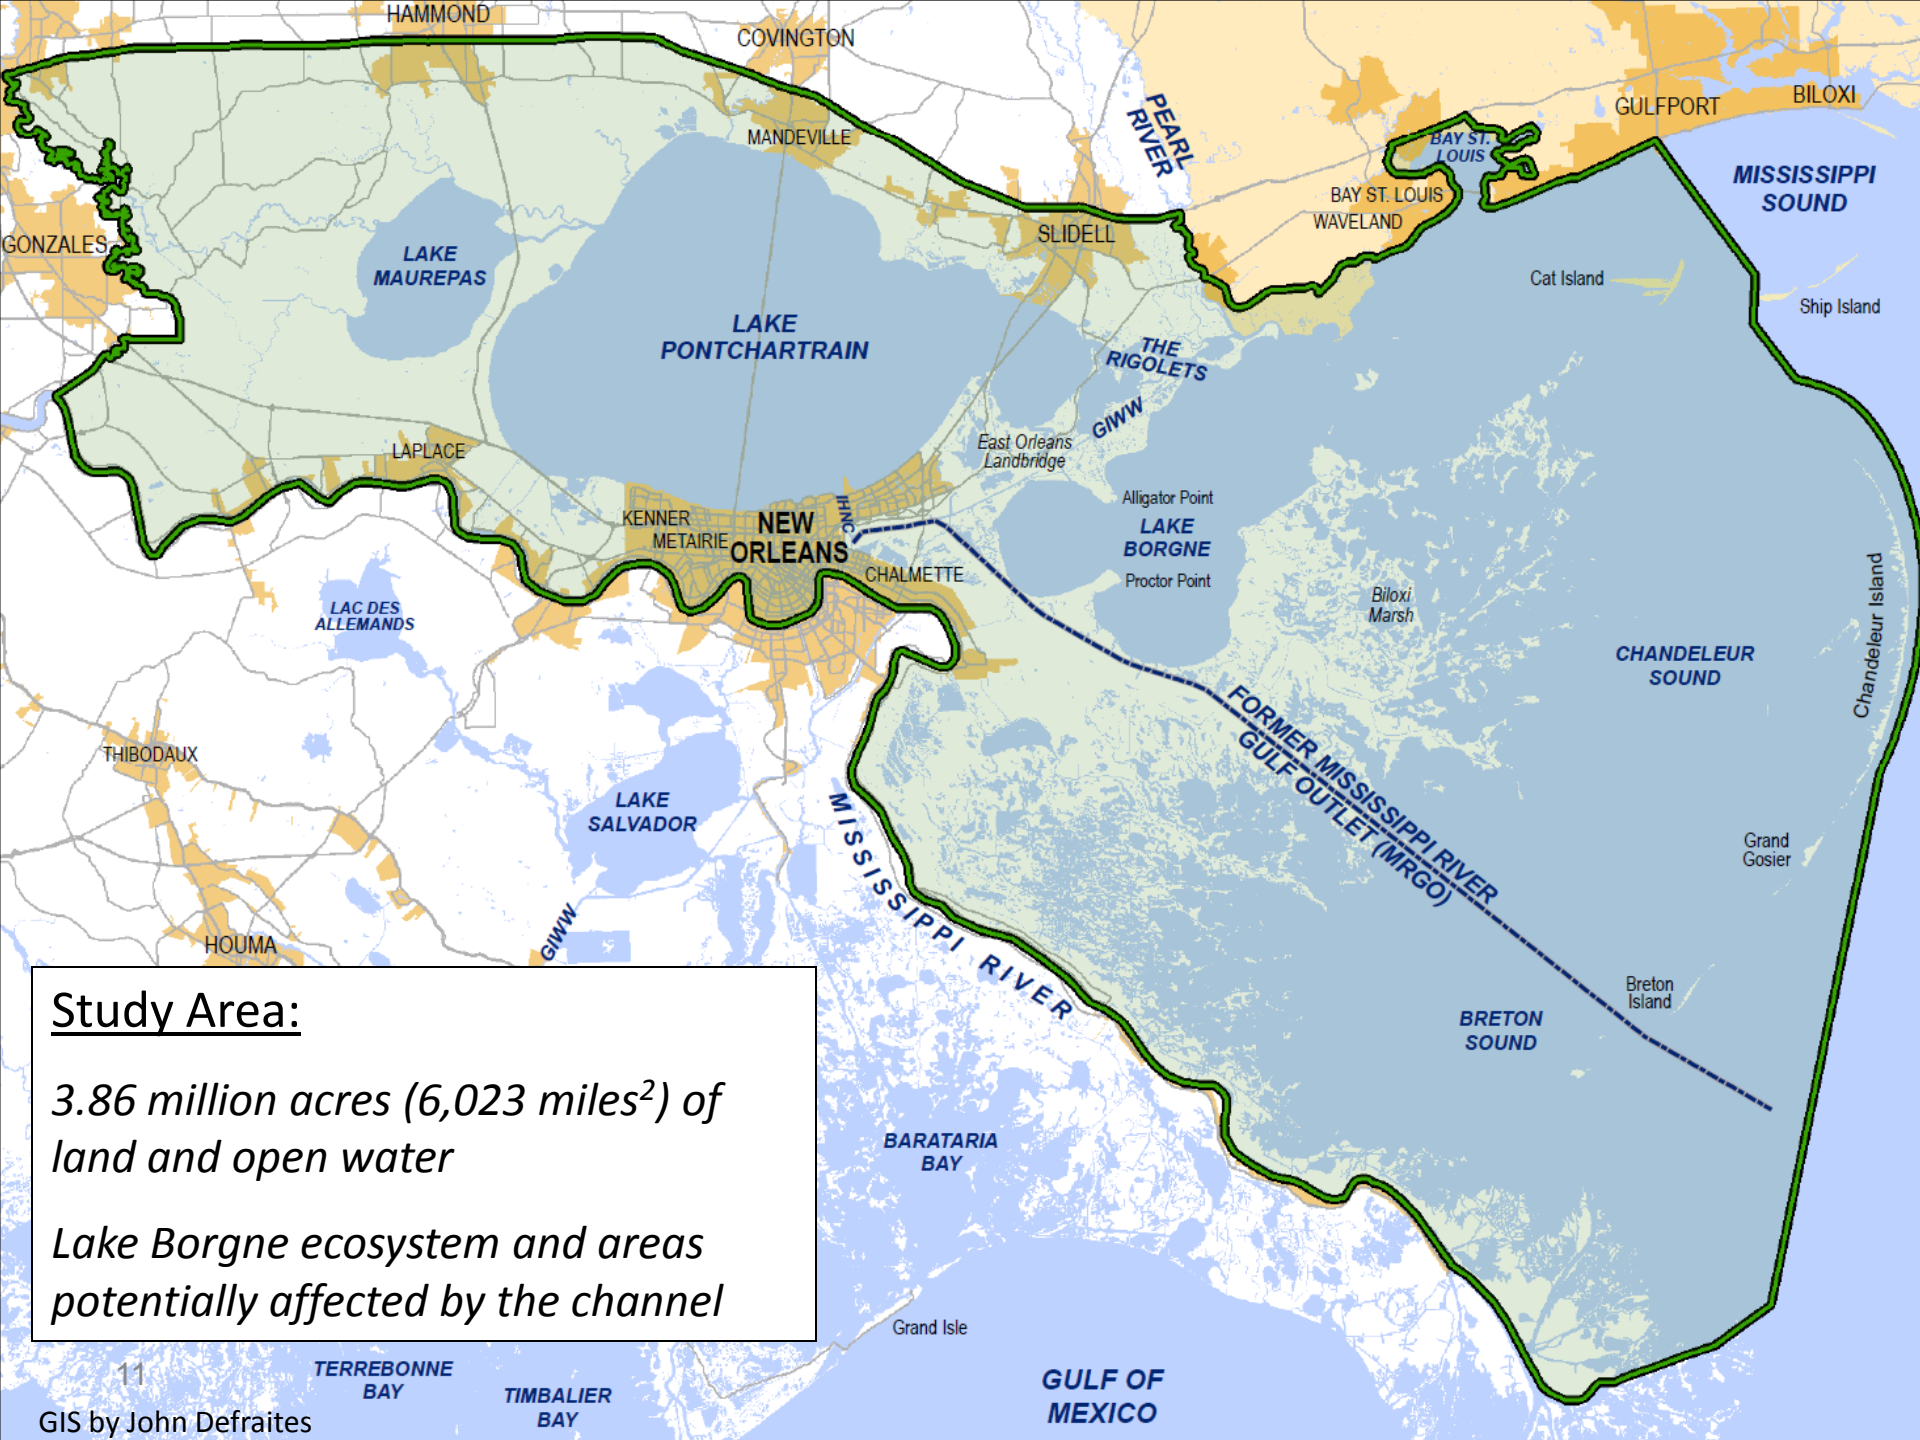 HAMMOND
COVINGTON
MANDEVILLE
PEARL
RIVER
GULFPORT
BILOXI
BAY ST.
LOUIS
BAY ST. LOUIS
WAVELAND
MISSISSIPPI
SOUND
GONZALES
SLIDELL
LAKE
MAUREPAS
Cat Island
Ship Island
LAKE
PONTCHARTRAIN
THE
RIGOLETS
GIWW
East Orleans
Landbridge
LAPLACE
Alligator Point
KENNER
METAIRIE
NEW
ORLEANS
IHNC
LAKE
BORGNE
Proctor Point
CHALMETTE
Biloxi
Marsh
LAC DES
ALLEMANDS
CHANDELEUR
SOUND
Chandeleur Island
FORMER MISSISSIPPI RIVER
GULF OUTLET (MRGO)
THIBODAUX
LAKE
SALVADOR
MISSISSIPPI RIVER
Grand
Gosier
GIWW
HOUMA
Breton
Island
BRETON
SOUND
Study Area:
3.86 million acres (6,023 miles²) of
land and open water
Lake Borgne ecosystem and areas
potentially affected by the channel
BARATARIA
BAY
Grand Isle
11
TERREBONNE
BAY
TIMBALIER
BAY
GULF OF
MEXICO
GIS by John Defraites